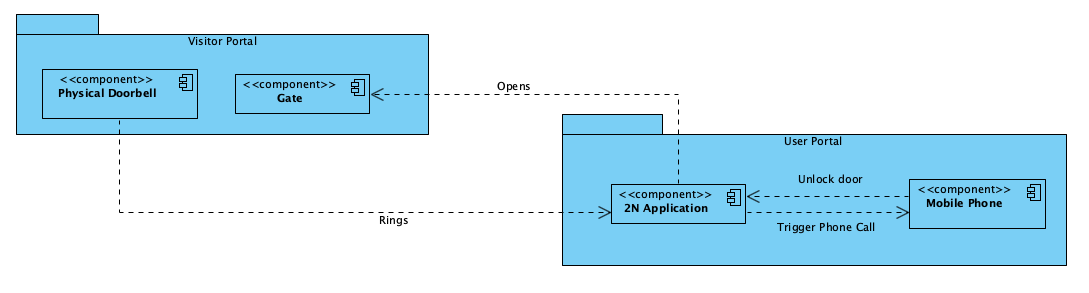 Visitor Portal
<<component>>
Physical Doorbell
<<component>>
Gate
Opens
User Portal
Unlock door
<<component>>
2N Application
<<component>>
Mobile Phone
Rings
Trigger Phone Call